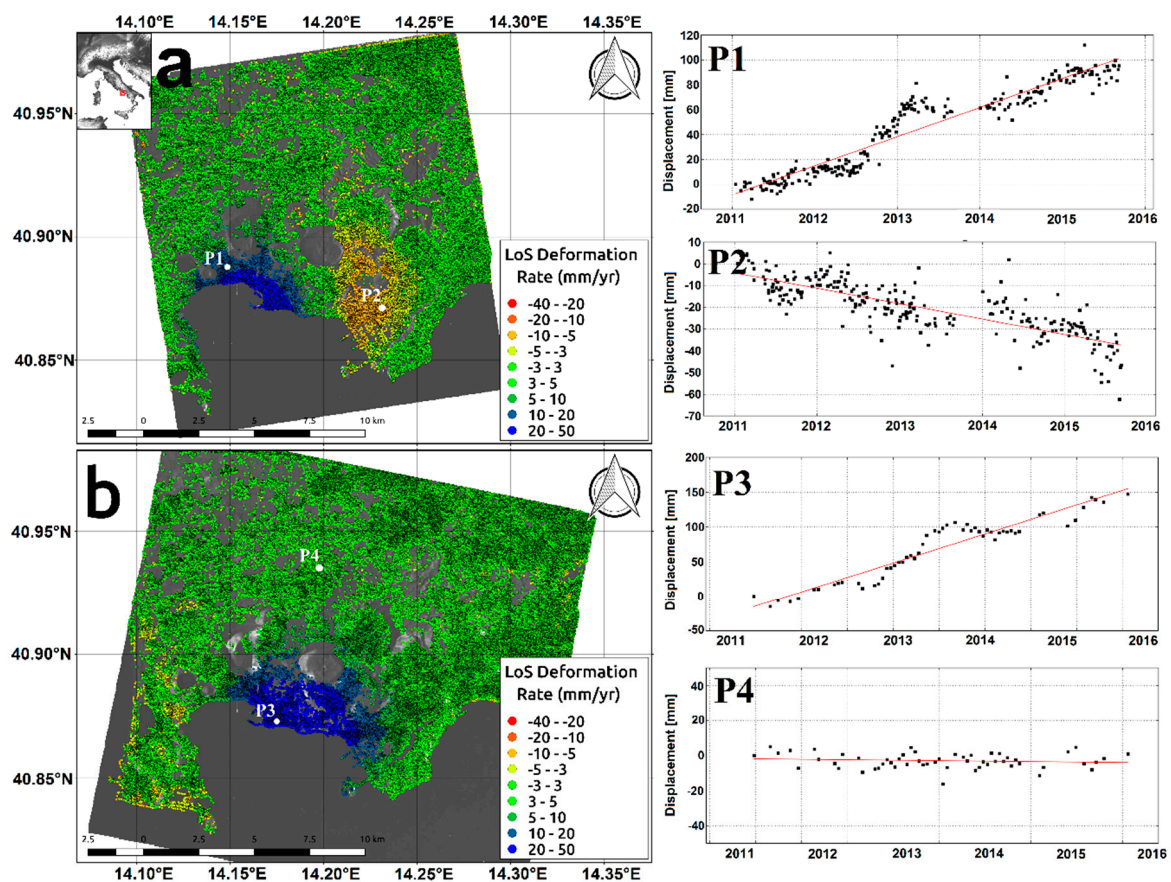 14.10°E 14.15°E 14.20°E 14.25°E 14.30°E 14.35°E
a
40.95°N
40.90°N
40.85°N
P1
P2
LoS Deformation
Rate (mm/yr)
-40 - -20
-20 - -10
-10 - -5
-5 - -3
-3 - 3
3 - 5
5 - 10
10 - 20
20 - 50
2.5 0 2.5 5 7.5 10 km
b
40.95°N
40.90°N
40.85°N
P4
P3
LoS Deformation
Rate (mm/yr)
-40 - -20
-20 - -10
-10 - -5
-5 - -3
-3 - 3
3 - 5
5 - 10
10 - 20
20 - 50
2.5 0 2.5 5 7.5 10 km
14.10°E 14.15°E 14.20°E 14.25°E 14.30°E 14.35°E
P1
Displacement [mm]
120
100
80
60
40
20
0
-20
2011 2012 2013 2014 2015 2016
P2
Displacement [mm]
10
0
-10
-20
-30
-40
-50
-60
-70
2011 2012 2013 2014 2015 2016
P3
Displacement [mm]
200
150
100
50
0
-50
2011 2012 2013 2014 2015 2016
P4
Displacement [mm]
40
20
0
-20
-40
2011 2012 2013 2014 2015 2016